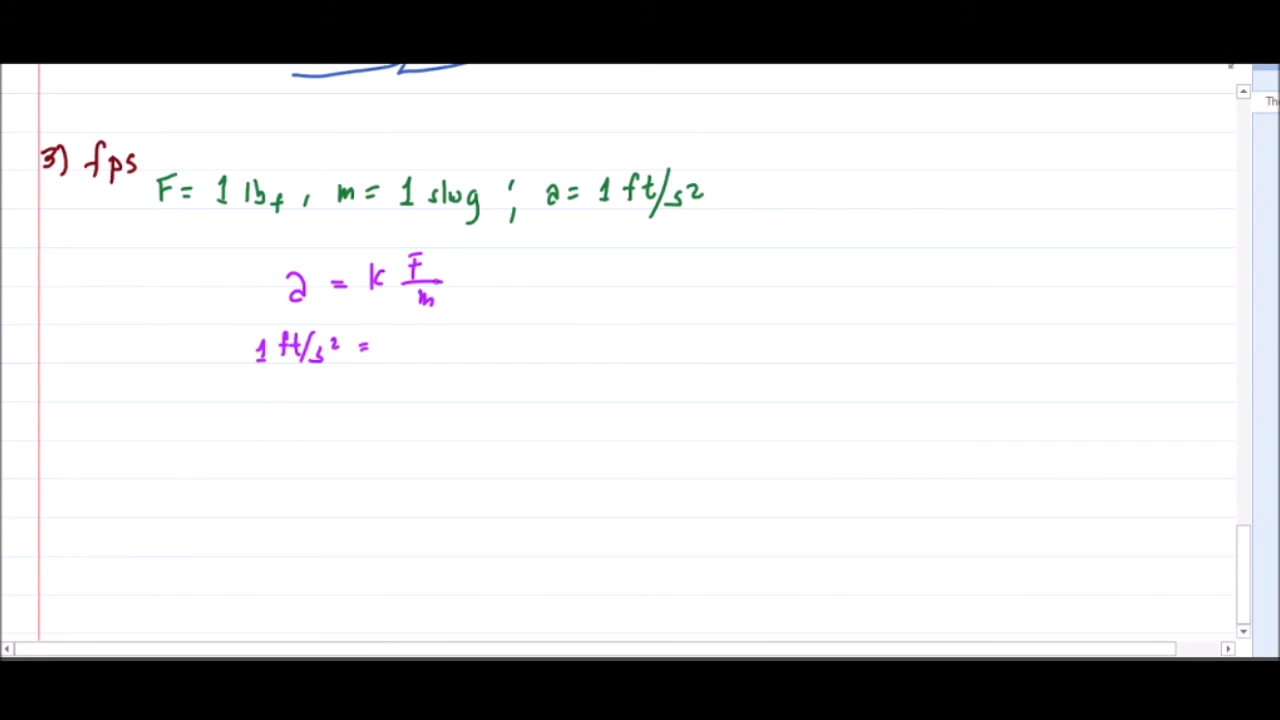 3) fps
F = 1 lbf , m = 1 slug ; a = 1 ft/s2
a = k F/m
1 ft/s² =